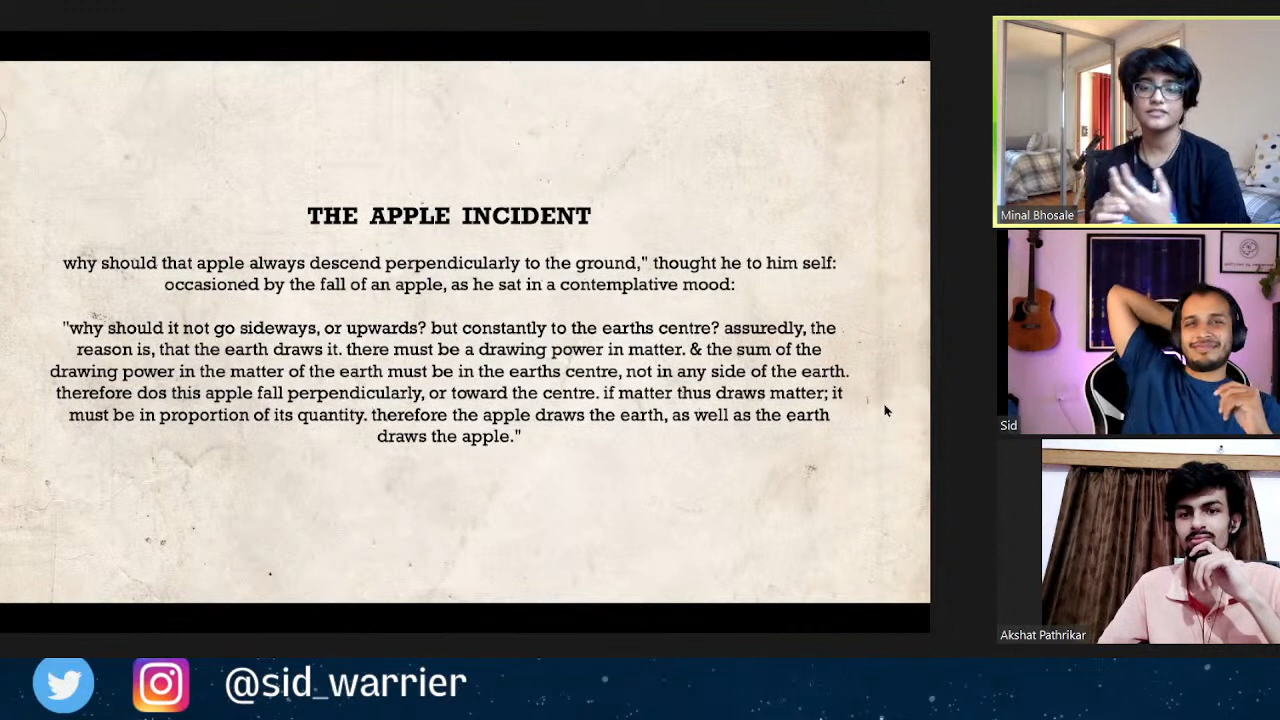 THE APPLE INCIDENT
why should that apple always descend perpendicularly to the ground," thought he to him self:
occasioned by the fall of an apple, as he sat in a contemplative mood:
"why should it not go sideways, or upwards? but constantly to the earths centre? assuredly, the
reason is, that the earth draws it. there must be a drawing power in matter. & the sum of the
drawing power in the matter of the earth must be in the earths centre, not in any side of the earth.
therefore dos this apple fall perpendicularly, or toward the centre. if matter thus draws matter; it
must be in proportion of its quantity. therefore the apple draws the earth, as well as the earth
draws the apple."
Minal Bhosale
Sid
Akshat Pathrikar
@sid_warrier